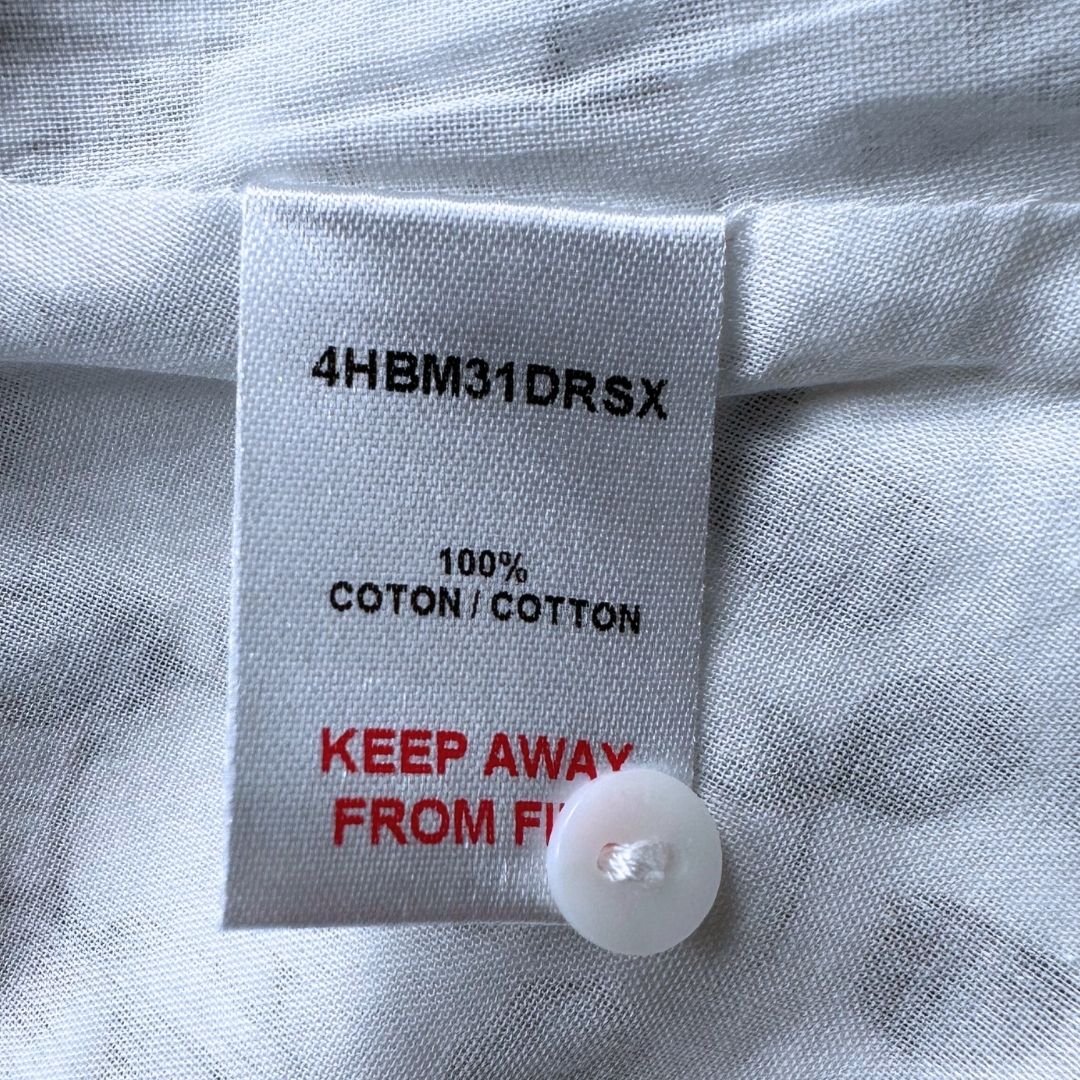 4HBM31DRSX
100%
COTON / COTTON
KEEP AWAY
FROM